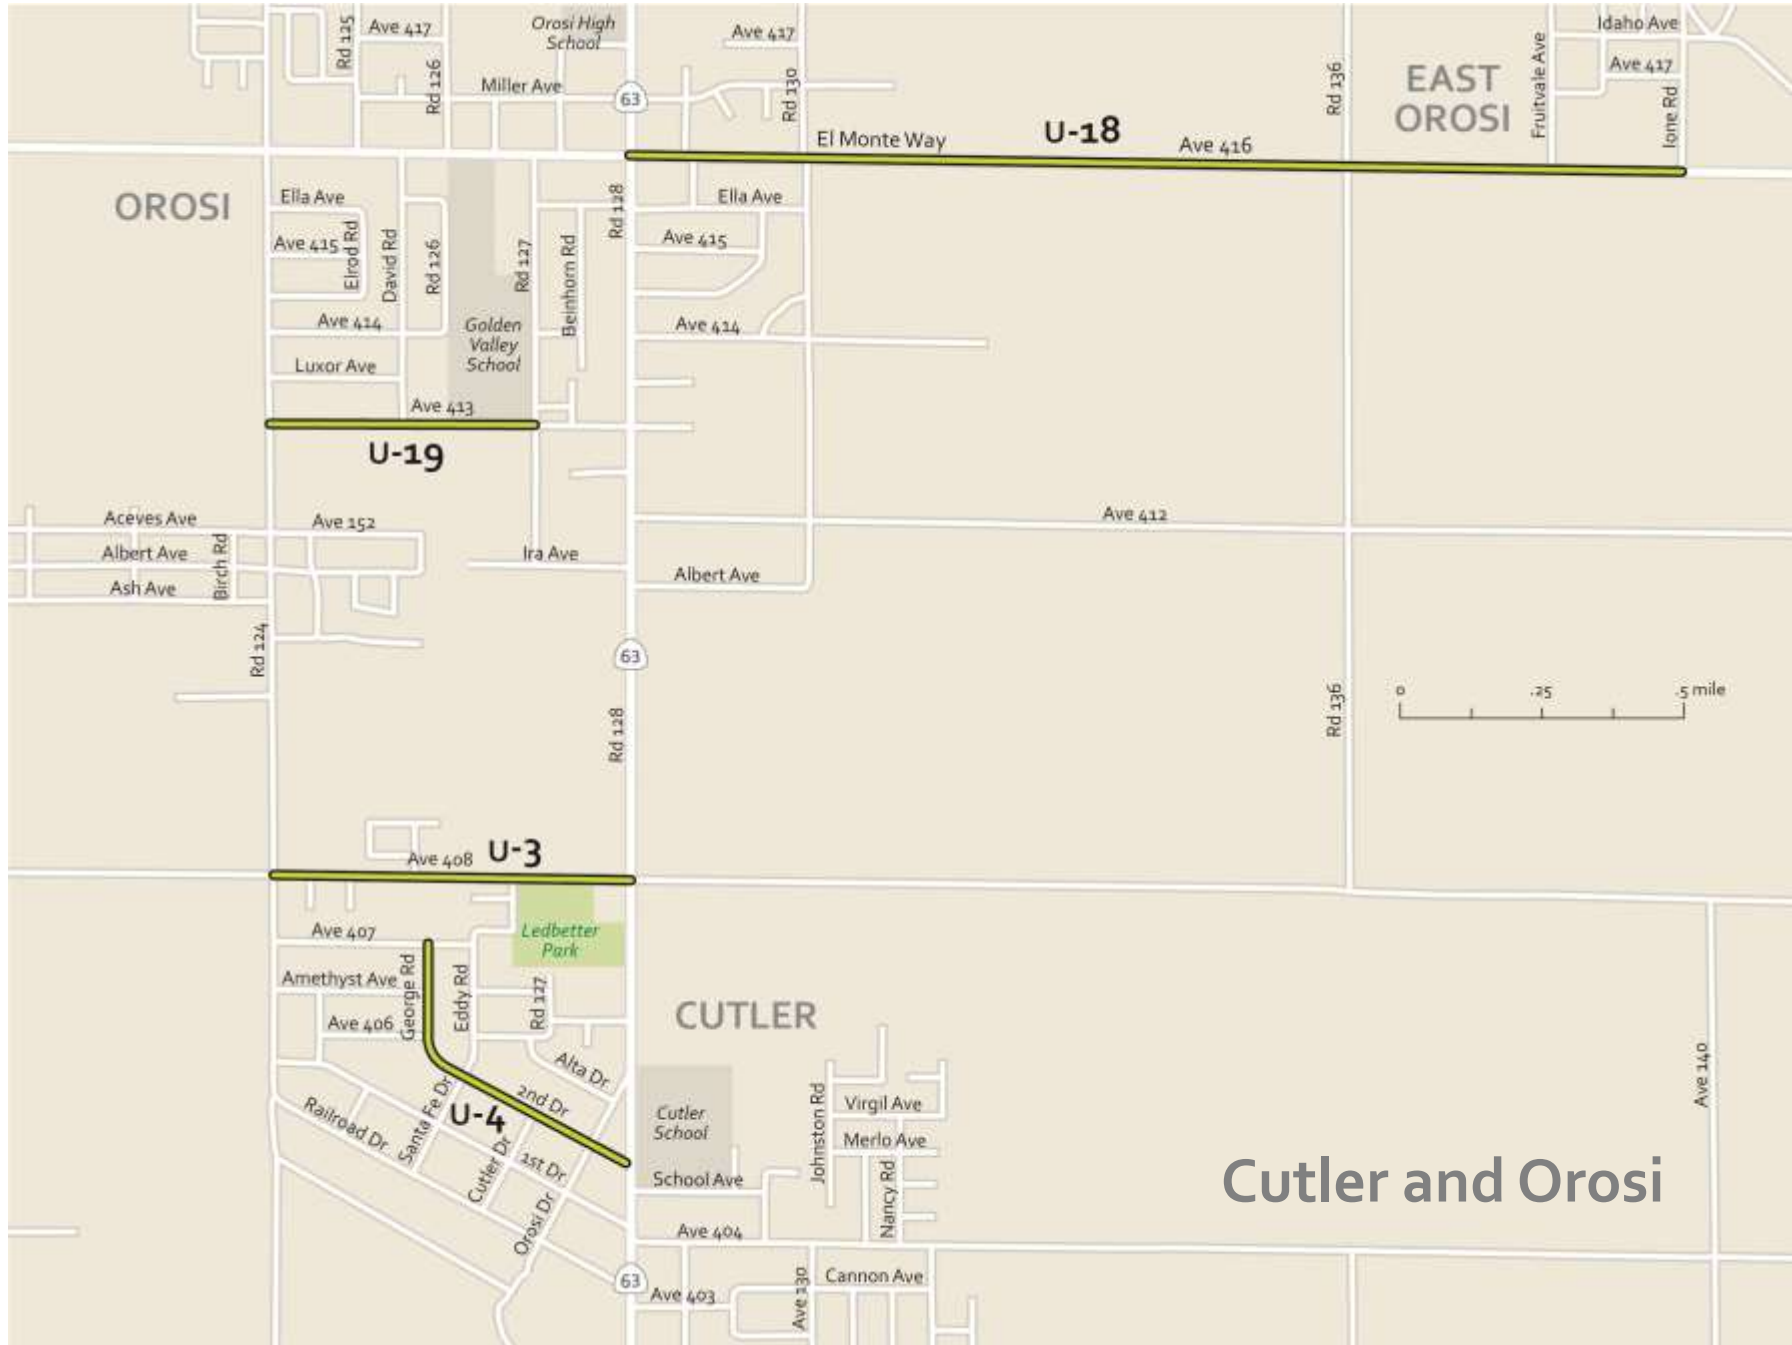 Rd 125
Ave 417
Orosi High
School
Ave 417
Idaho Ave
Rd 126
Miller Ave
63
Rd 130
Rd 136
EAST
OROSI
Fruitvale Ave
Ave 417
Ione Rd
El Monte Way
U-18
Ave 416
OROSI
Ella Ave
Ave 415
Elrod Rd
David Rd
Rd 126
Rd 127
Beinhorn Rd
Rd 128
Ella Ave
Ave 415
Ave 414
Golden
Valley
School
Ave 414
Luxor Ave
Ave 413
U-19
Aceves Ave
Ave 152
Ave 412
Albert Ave
Birch Rd
Ira Ave
Albert Ave
Ash Ave
Rd 124
63
Rd 128
Rd 136
0 .25 .5 mile
Ave 408
U-3
Ave 407
Ledbetter
Park
Amethyst Ave
George Rd
Eddy Rd
Rd 127
Ave 406
CUTLER
Alta Dr
2nd Dr
Railroad Dr
Santa Fe Dr
U-4
Cutler Dr
1st Dr
Orosi Dr
Cutler
School
School Ave
Johnston Rd
Virgil Ave
Merlo Ave
Nancy Rd
Ave 140
Cutler and Orosi
Ave 404
63
Ave 403
Ave 130
Cannon Ave